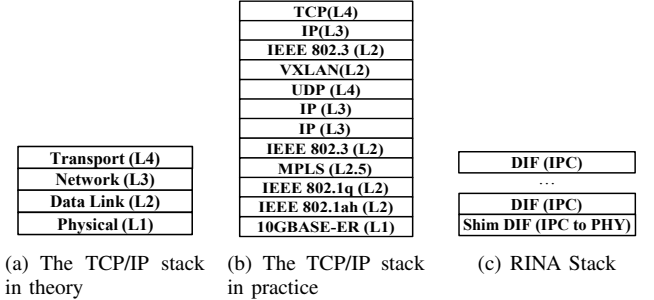 Transport (L4)
Network (L3)
Data Link (L2)
Physical (L1)
(a) The TCP/IP stack
in theory
TCP(L4)
IP(L3)
IEEE 802.3 (L2)
VXLAN(L2)
UDP (L4)
IP (L3)
IP (L3)
IEEE 802.3 (L2)
MPLS (L2.5)
IEEE 802.1q (L2)
IEEE 802.1ah (L2)
10GBASE-ER (L1)
(b) The TCP/IP stack
in practice
DIF (IPC)
...
DIF (IPC)
Shim DIF (IPC to PHY)
(c) RINA Stack